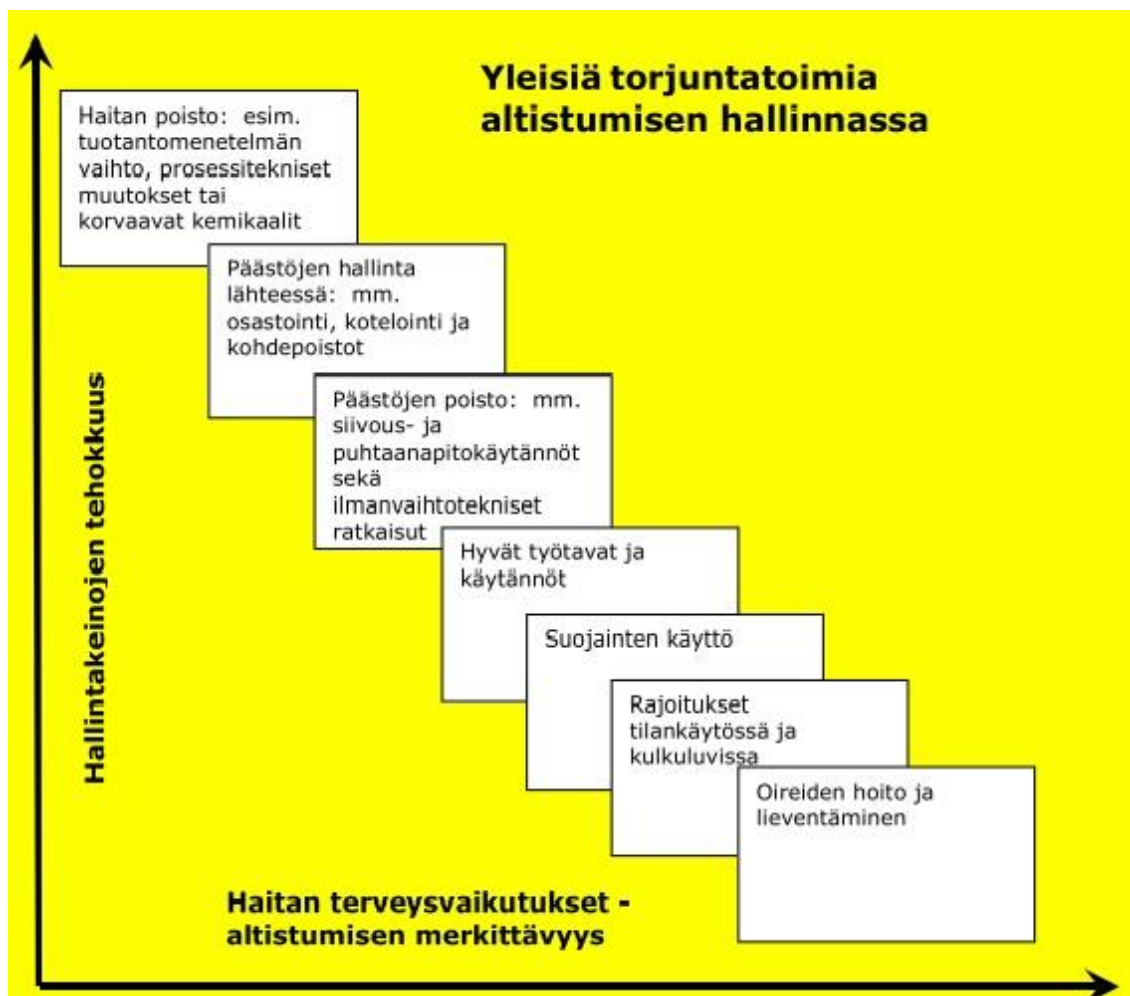 Yleisiä torjuntatoimia
altistumisen hallinnassa
Haitan poisto: esim.
tuotantomenetelmän
vaihto, prosessitekniset
muutokset tai
korvaavat kemikaalit
Päästöjen hallinta
lähteessä: mm.
osastointi, kotelointi ja
kohdepoistot
Päästöjen poisto: mm.
siivous- ja
puhtaanapitokäytännöt
sekä
ilmanvaihtotekniset
ratkaisut
Hyvät työtavat ja
käytännöt
Suojainten käyttö
Rajoitukset
tilankäytössä ja
kulkuluvissa
Oireiden hoito ja
lieventäminen
Hallintakeinojen tehokkuus
Haitan terveysvaikutukset -
altistumisen merkittävyys